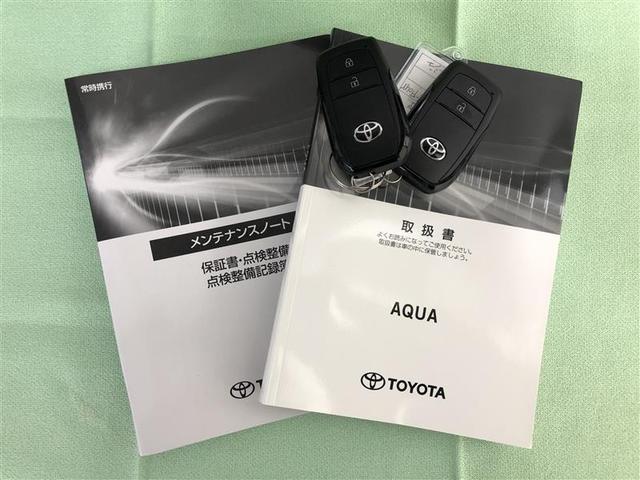 常時携行
メンテナンスノート
保証書・点検整備
点検整備記録簿
取扱書
よくお読みになってご使用ください。
取扱書は車の中に保管しましょう。
AQUA
TOYOTA